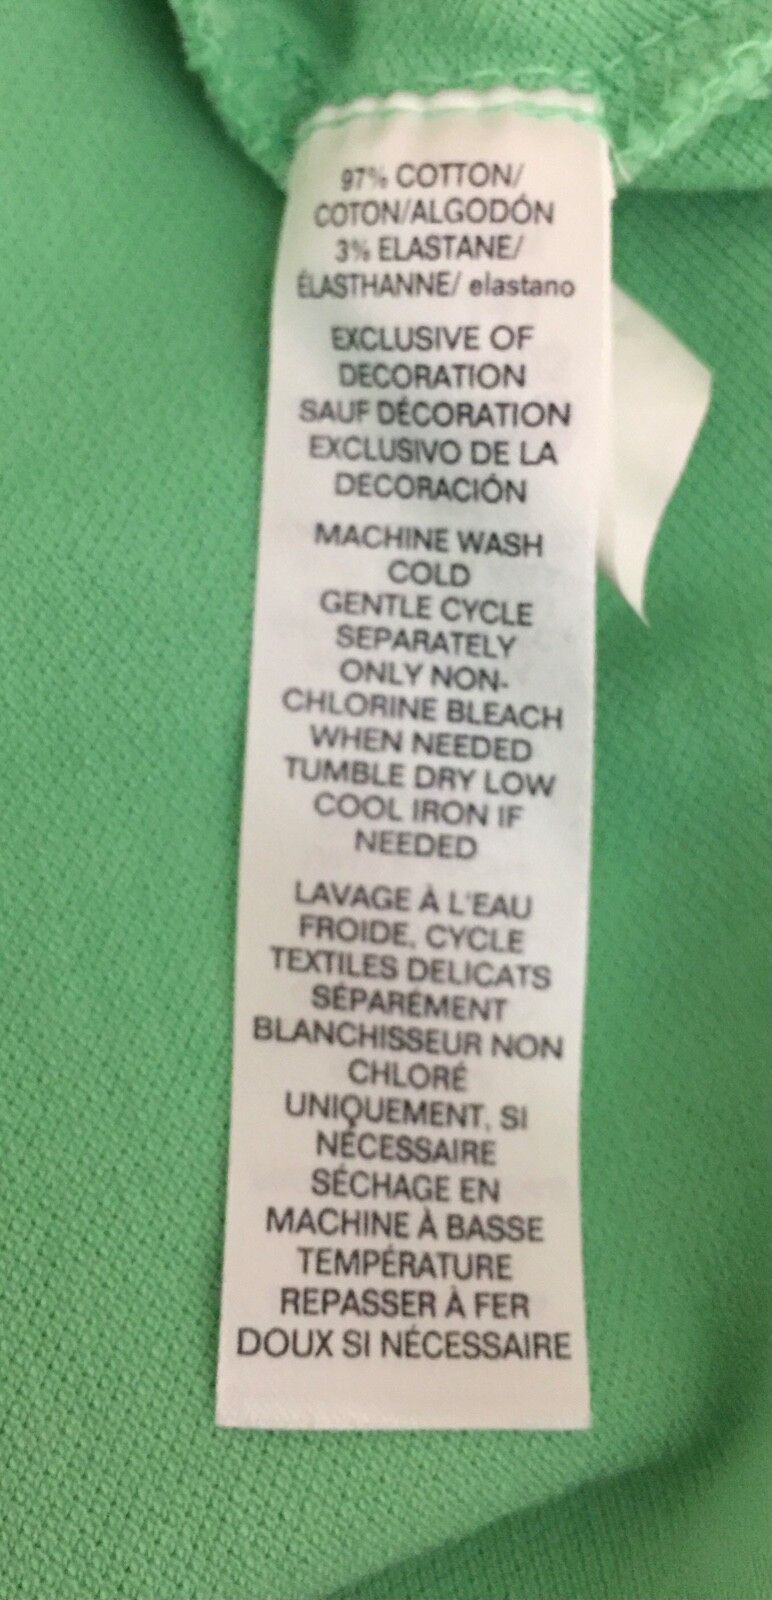 97% COTTON/
COTON/ALGODÓN
3% ELASTANE/
ÉLASTHANNE/ elastano
EXCLUSIVE OF
DECORATION
SAUF DÉCORATION
EXCLUSIVO DE LA
DECORACIÓN
MACHINE WASH
COLD
GENTLE CYCLE
SEPARATELY
ONLY NON-
CHLORINE BLEACH
WHEN NEEDED
TUMBLE DRY LOW
COOL IRON IF
NEEDED
LAVAGE À L'EAU
FROIDE, CYCLE
TEXTILES DELICATS
SÉPARÉMENT
BLANCHISSEUR NON
CHLORÉ
UNIQUEMENT, SI
NÉCESSAIRE
SÉCHAGE EN
MACHINE À BASSE
TEMPÉRATURE
REPASSER À FER
DOUX SI NÉCESSAIRE